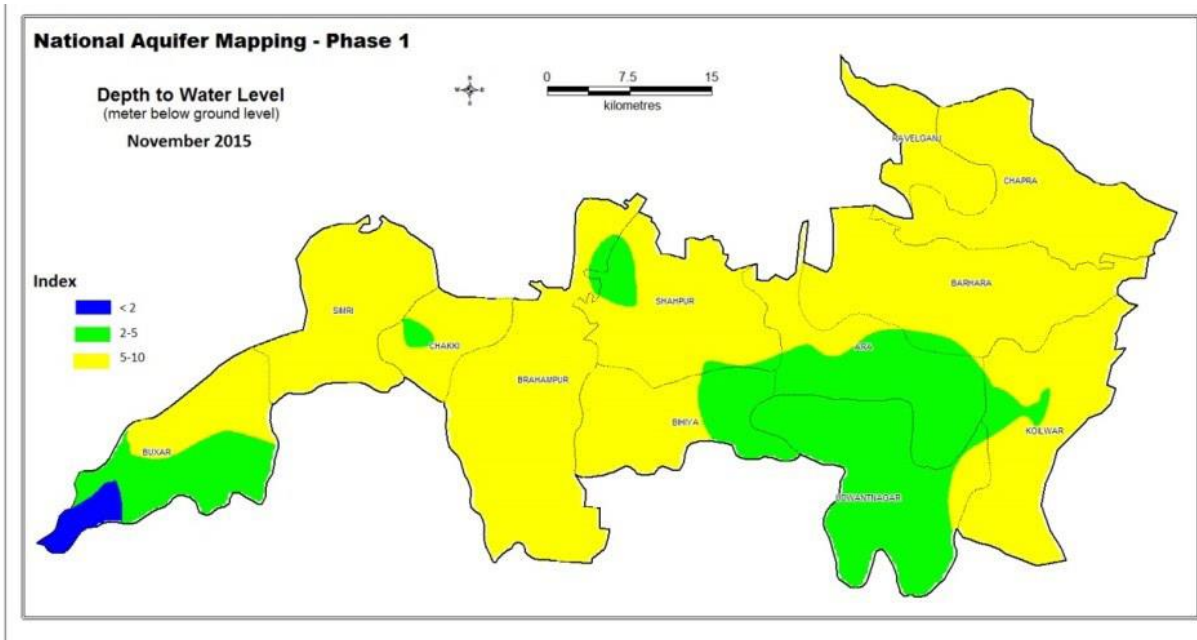 National Aquifer Mapping - Phase 1
Depth to Water Level
(meter below ground level)
November 2015
N
0 7.5 15
kilometres
RAVELGANJ
CHAPRA
Index
< 2
2-5
5-10
BARHARA
SHAHPUR
SIMRI
CHAKKI
ARA
BRAHAMPUR
BIHIYA
KOILWAR
BUXAR
UDWANTNAGAR